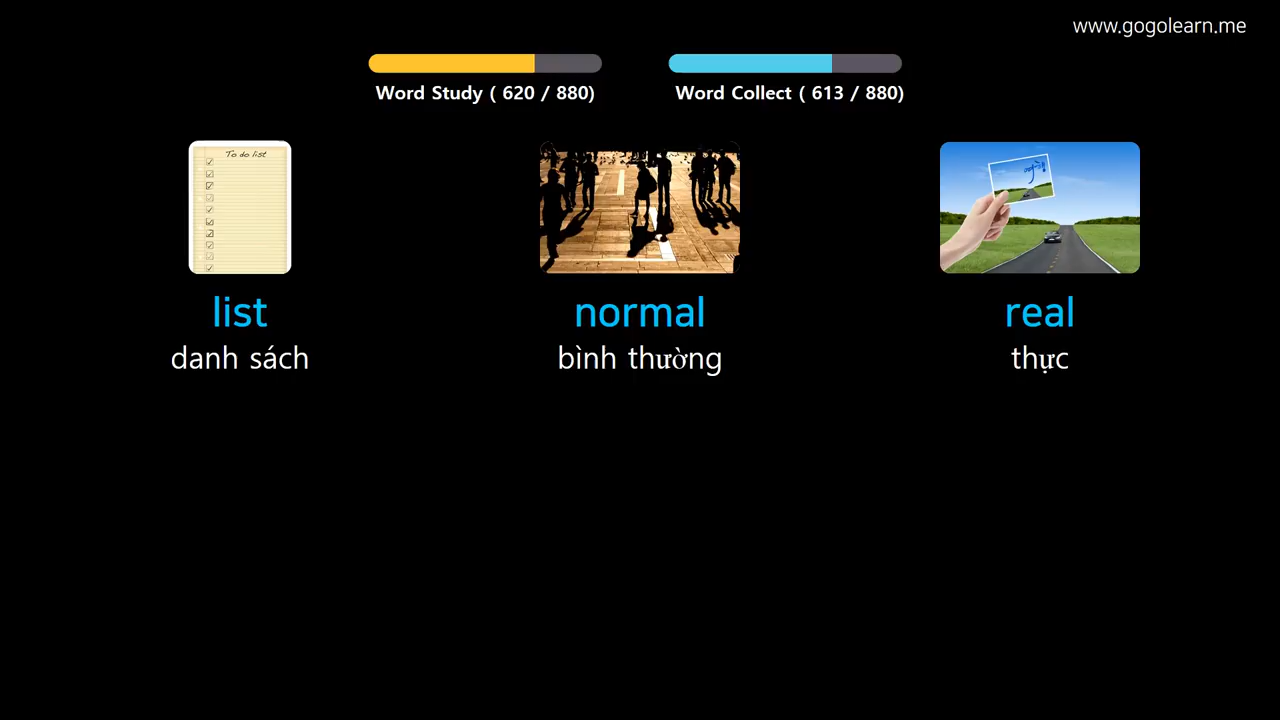 www.gogolearn.me
Word Study ( 620 / 880)
Word Collect ( 613 / 880)
To do list
list
normal
real
danh sách
bình thường
thực